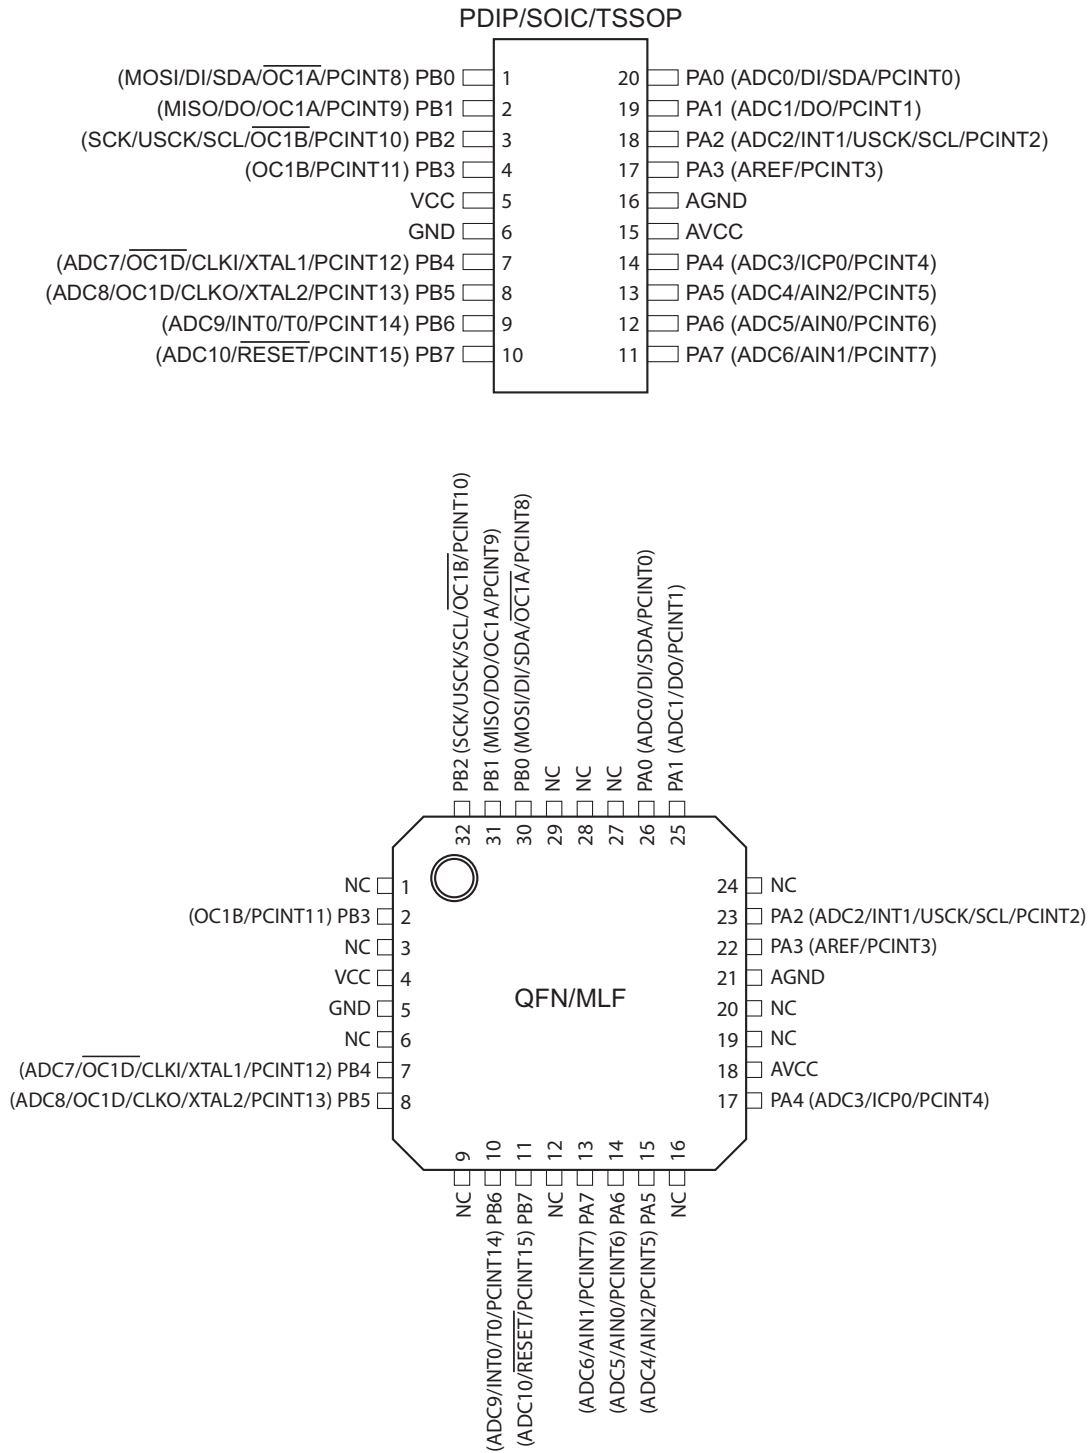 PDIP/SOIC/TSSOP
(MOSI/DI/SDA/OC1A/PCINT8) PB0 1 20 PA0 (ADC0/DI/SDA/PCINT0)
(MISO/DO/OC1A/PCINT9) PB1 2 19 PA1 (ADC1/DO/PCINT1)
(SCK/USCK/SCL/OC1B/PCINT10) PB2 3 18 PA2 (ADC2/INT1/USCK/SCL/PCINT2)
(OC1B/PCINT11) PB3 4 17 PA3 (AREF/PCINT3)
VCC 5 16 AGND
GND 6 15 AVCC
(ADC7/OC1D/CLKI/XTAL1/PCINT12) PB4 7 14 PA4 (ADC3/ICP0/PCINT4)
(ADC8/OC1D/CLKO/XTAL2/PCINT13) PB5 8 13 PA5 (ADC4/AIN2/PCINT5)
(ADC9/INT0/T0/PCINT14) PB6 9 12 PA6 (ADC5/AIN0/PCINT6)
(ADC10/RESET/PCINT15) PB7 10 11 PA7 (ADC6/AIN1/PCINT7)
PB2 (SCK/USCK/SCL/OC1B/PCINT10)
PB1 (MISO/DO/OC1A/PCINT9)
PB0 (MOSI/DI/SDA/OC1A/PCINT8)
NC
NC
NC
PA0 (ADC0/DI/SDA/PCINT0)
PA1 (ADC1/DO/PCINT1)
32 31 30 29 28 27 26 25
NC 1 24 NC
(OC1B/PCINT11) PB3 2 23 PA2 (ADC2/INT1/USCK/SCL/PCINT2)
NC 3 22 PA3 (AREF/PCINT3)
VCC 4 21 AGND
GND 5 QFN/MLF 20 NC
NC 6 19 NC
(ADC7/OC1D/CLKI/XTAL1/PCINT12) PB4 7 18 AVCC
(ADC8/OC1D/CLKO/XTAL2/PCINT13) PB5 8 17 PA4 (ADC3/ICP0/PCINT4)
9 10 11 12 13 14 15 16
NC
(ADC9/INT0/T0/PCINT14) PB6
(ADC10/RESET/PCINT15) PB7
NC
(ADC6/AIN1/PCINT7) PA7
(ADC5/AIN0/PCINT6) PA6
(ADC4/AIN2/PCINT5) PA5
NC